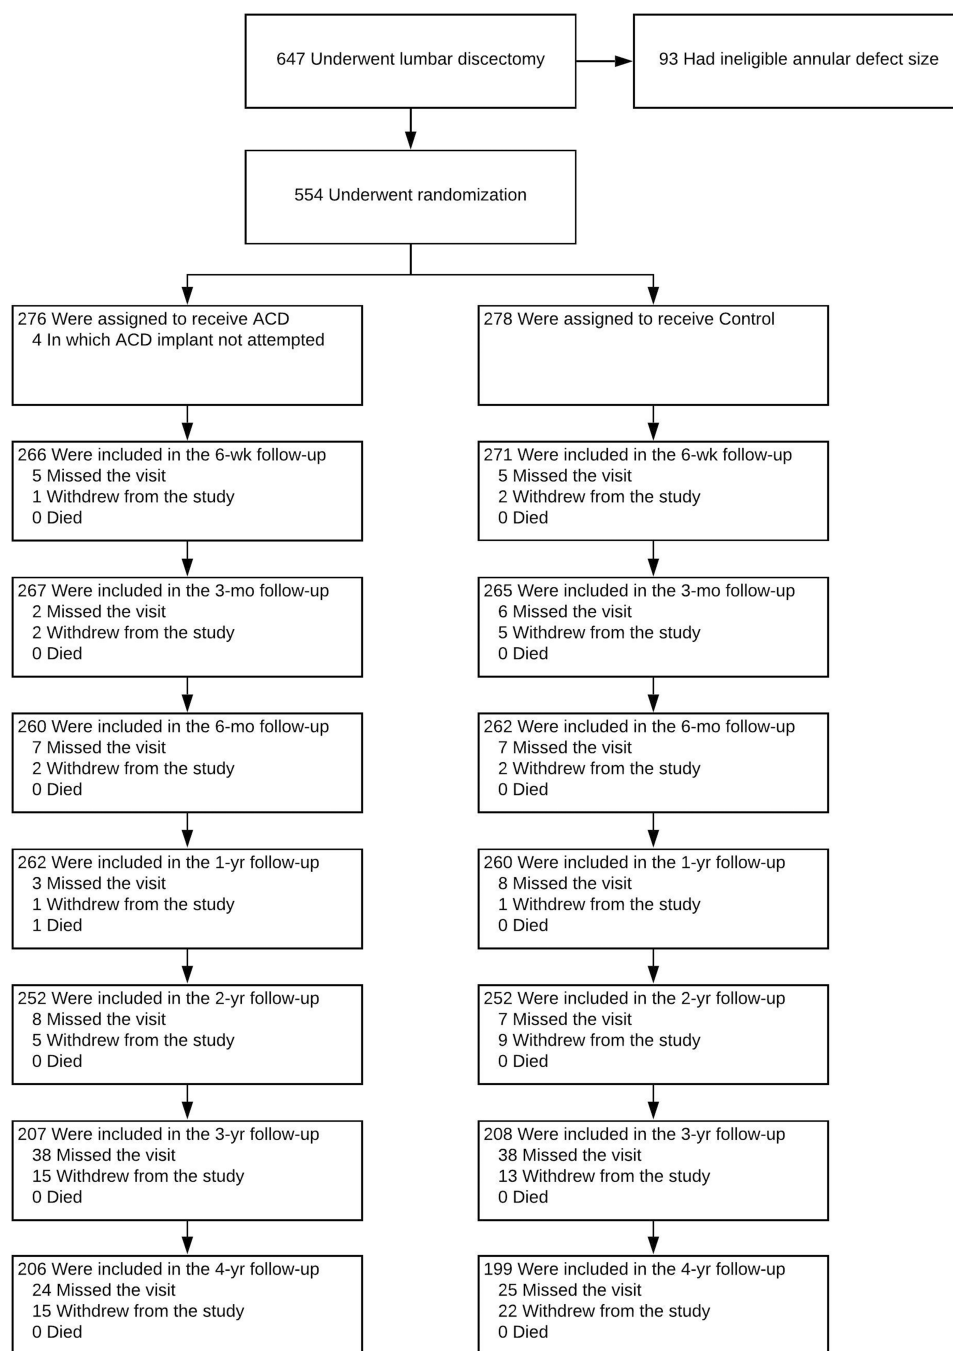 647 Underwent lumbar discectomy
93 Had ineligible annular defect size
554 Underwent randomization
276 Were assigned to receive ACD
4 In which ACD implant not attempted
278 Were assigned to receive Control
266 Were included in the 6-wk follow-up
5 Missed the visit
1 Withdrew from the study
0 Died
271 Were included in the 6-wk follow-up
5 Missed the visit
2 Withdrew from the study
0 Died
267 Were included in the 3-mo follow-up
2 Missed the visit
2 Withdrew from the study
0 Died
265 Were included in the 3-mo follow-up
6 Missed the visit
5 Withdrew from the study
0 Died
260 Were included in the 6-mo follow-up
7 Missed the visit
2 Withdrew from the study
0 Died
262 Were included in the 6-mo follow-up
7 Missed the visit
2 Withdrew from the study
0 Died
262 Were included in the 1-yr follow-up
3 Missed the visit
1 Withdrew from the study
1 Died
260 Were included in the 1-yr follow-up
8 Missed the visit
1 Withdrew from the study
0 Died
252 Were included in the 2-yr follow-up
8 Missed the visit
5 Withdrew from the study
0 Died
252 Were included in the 2-yr follow-up
7 Missed the visit
9 Withdrew from the study
0 Died
207 Were included in the 3-yr follow-up
38 Missed the visit
15 Withdrew from the study
0 Died
208 Were included in the 3-yr follow-up
38 Missed the visit
13 Withdrew from the study
0 Died
206 Were included in the 4-yr follow-up
24 Missed the visit
15 Withdrew from the study
0 Died
199 Were included in the 4-yr follow-up
25 Missed the visit
22 Withdrew from the study
0 Died